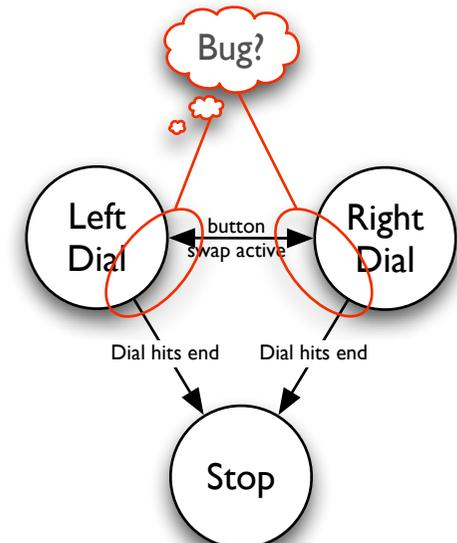 Bug?
Left
Dial
button
swap active
Right
Dial
Dial hits end
Dial hits end
Stop